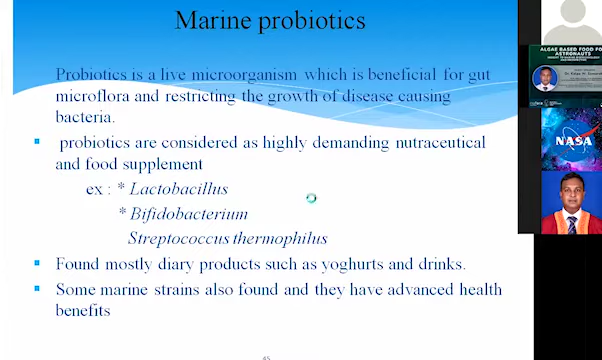 Marine probiotics
Probiotics is a live microorganism which is beneficial for gut
microflora and restricting the growth of disease causing
bacteria.
probiotics are considered as highly demanding nutraceutical
and food supplement
ex : * Lactobacillus
* Bifidobacterium
Streptococcus thermophilus
Found mostly diary products such as yoghurts and drinks.
Some marine strains also found and they have advanced health
benefits
45
ALGAE BASED FOOD FOR
ASTRONAUTS
NASA